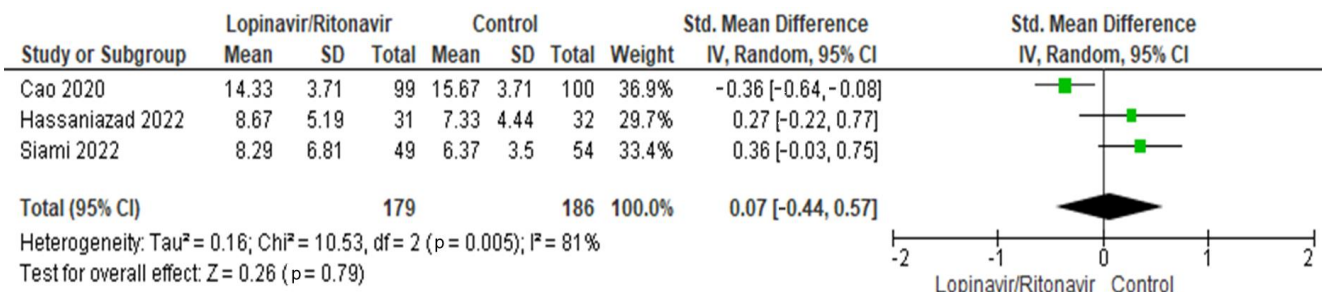 Lopinavir/Ritonavir Control Std. Mean Difference Std. Mean Difference
Study or Subgroup Mean SD Total Mean SD Total Weight IV, Random, 95% CI IV, Random, 95% CI
Cao 2020 14.33 3.71 99 15.67 3.71 100 36.9% -0.36 [-0.64,-0.08]
Hassaniazad 2022 8.67 5.19 31 7.33 4.44 32 29.7% 0.27 [-0.22, 0.77]
Siami 2022 8.29 6.81 49 6.37 3.5 54 33.4% 0.36 [-0.03, 0.75]
Total (95% CI) 179 186 100.0% 0.07 [-0.44, 0.57]
Heterogeneity: Tau² = 0.16; Chi² = 10.53, df = 2 (p = 0.005); I² = 81%
Test for overall effect: Z = 0.26 (p = 0.79)
-2 -1 0 1 2
Lopinavir/Ritonavir Control